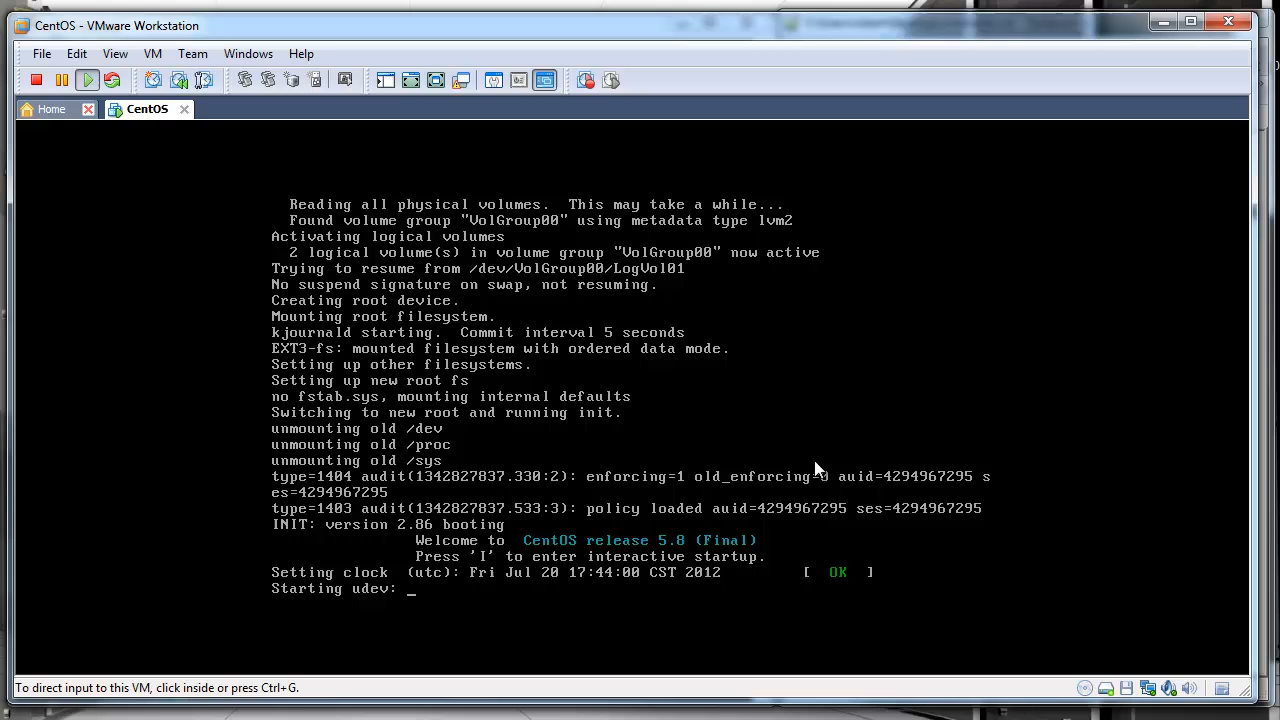 CentOS - VMware Workstation
File Edit View VM Team Windows Help
Home CentOS
Reading all physical volumes. This may take a while...
Found volume group "VolGroup00" using metadata type lvm2
Activating logical volumes
2 logical volume(s) in volume group "VolGroup00" now active
Trying to resume from /dev/VolGroup00/LogVol01
No suspend signature on swap, not resuming.
Creating root device.
Mounting root filesystem.
kjournald starting. Commit interval 5 seconds
EXT3-fs: mounted filesystem with ordered data mode.
Setting up other filesystems.
Setting up new root fs
no fstab.sys, mounting internal defaults
Switching to new root and running init.
unmounting old /dev
unmounting old /proc
unmounting old /sys
type=1404 audit(1342827837.330:2): enforcing=1 old_enforcing=0 auid=4294967295 s
es=4294967295
type=1403 audit(1342827837.533:3): policy loaded auid=4294967295 ses=4294967295
INIT: version 2.86 booting
Welcome to CentOS release 5.8 (Final)
Press 'I' to enter interactive startup.
Setting clock (utc): Fri Jul 20 17:44:00 CST 2012 [ OK ]
Starting udev: _
To direct input to this VM, click inside or press Ctrl+G.